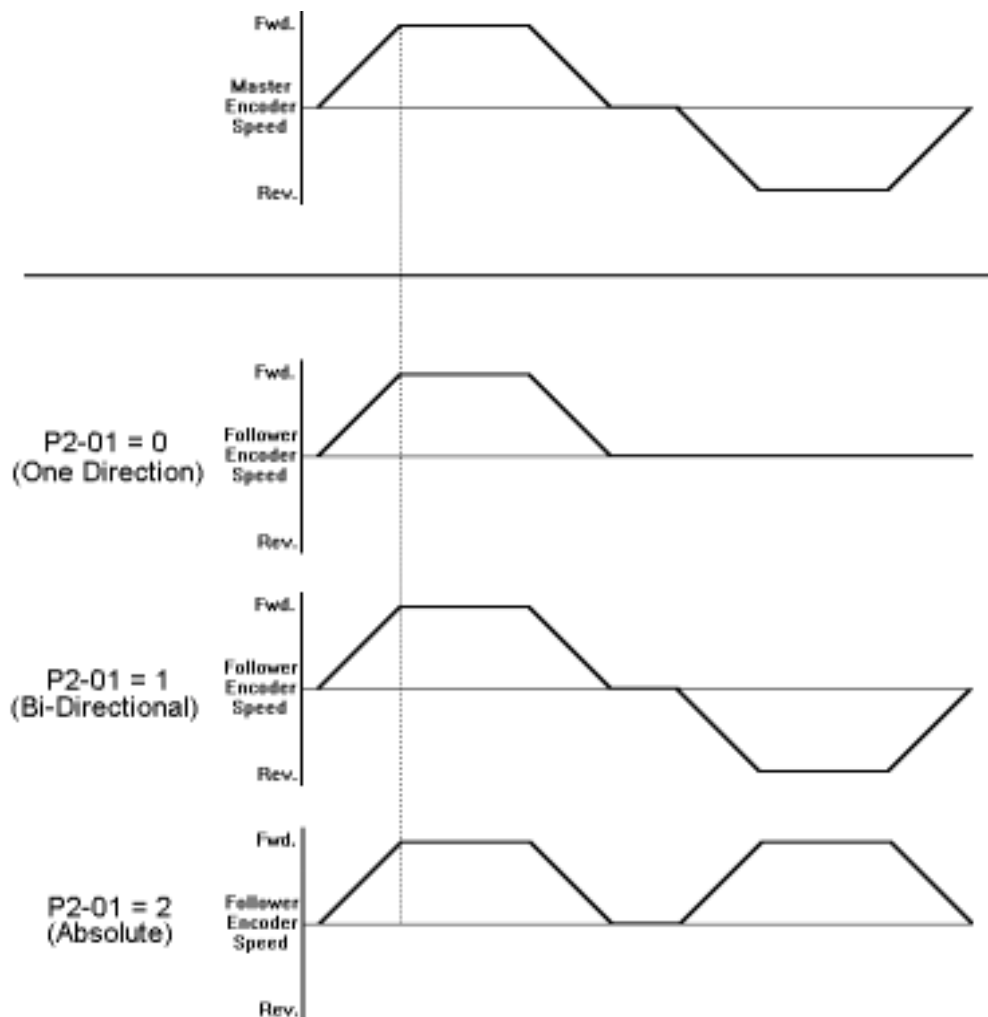 Fwd.
Master
Encoder
Speed
Rev.
Fwd.
P2-01 = 0
(One Direction)
Follower
Encoder
Speed
Rev.
Fwd.
P2-01 = 1
(Bi-Directional)
Follower
Encoder
Speed
Rev.
Fwd.
P2-01 = 2
(Absolute)
Follower
Encoder
Speed
Rev.